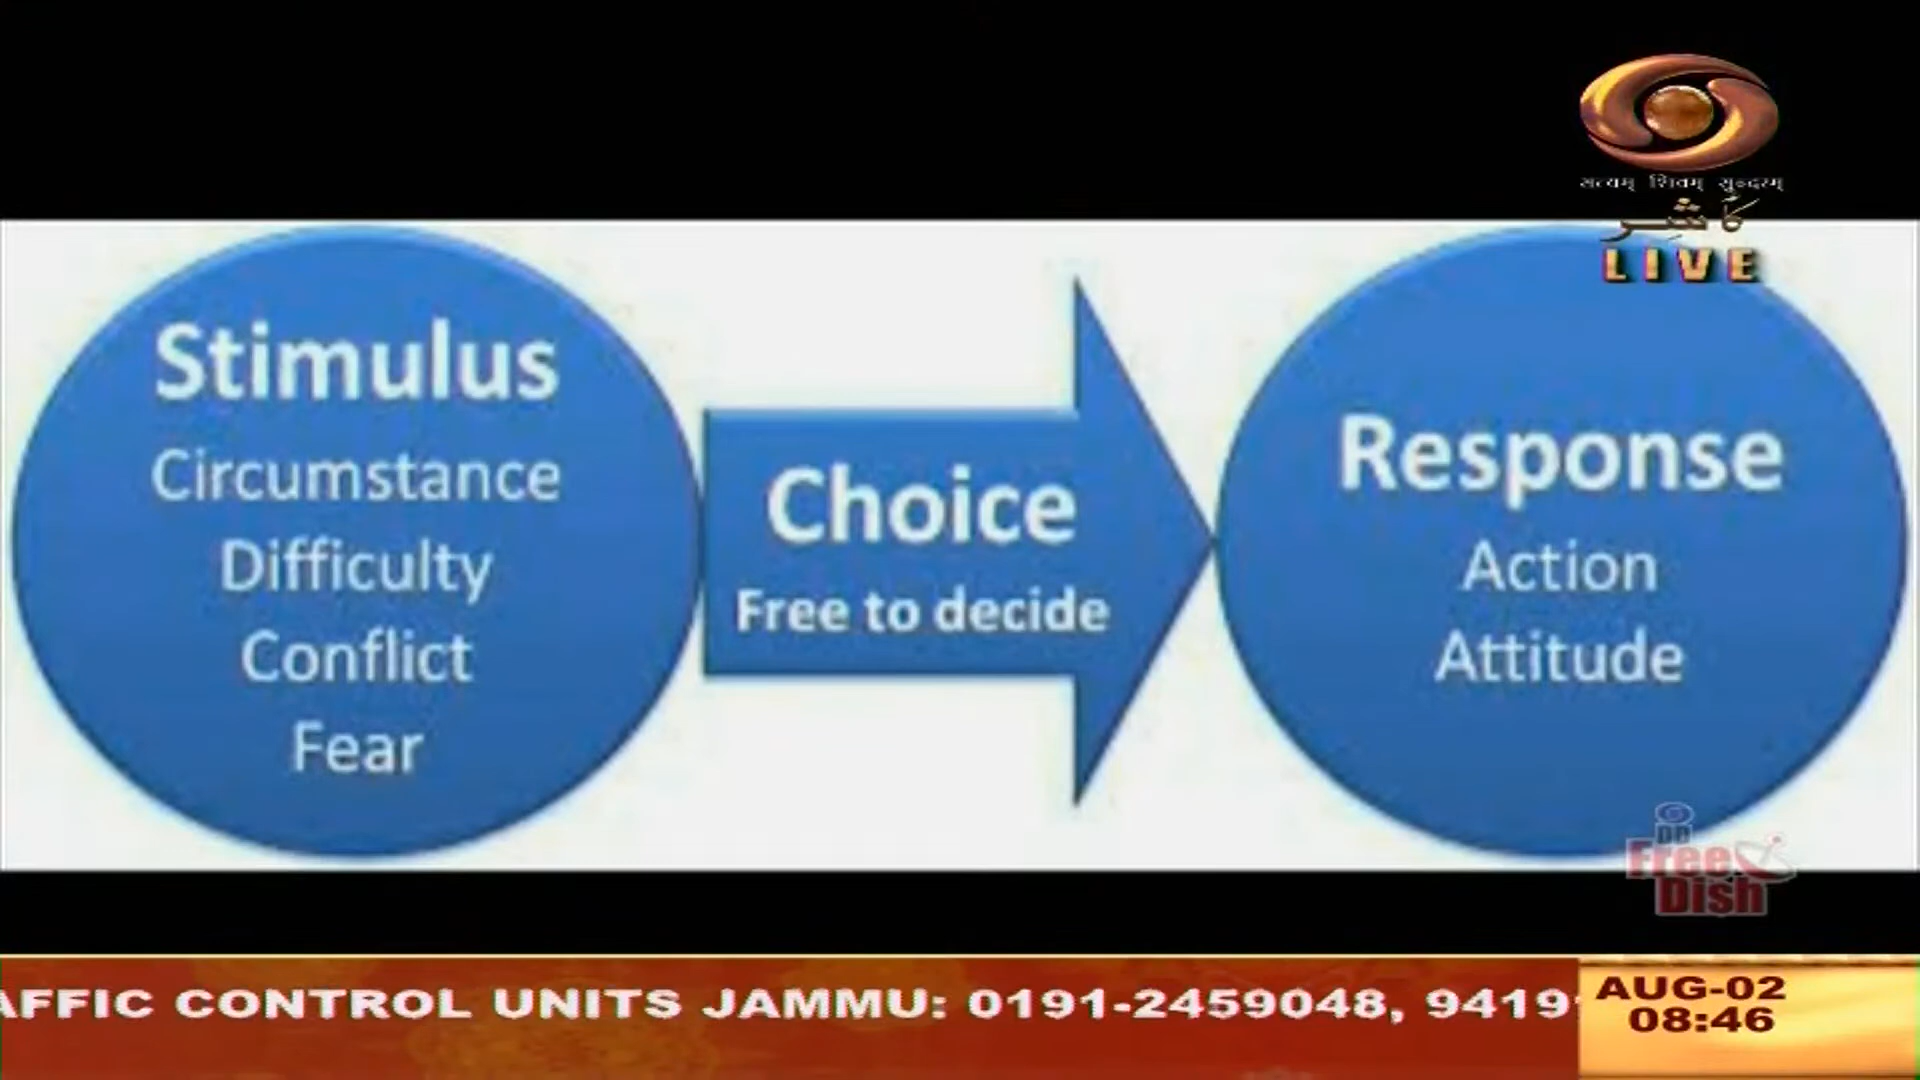 सत्यम् शिवम् सुन्दरम्
کٲشِر
LIVE
Stimulus
Circumstance
Difficulty
Conflict
Fear
Choice
Free to decide
Response
Action
Attitude
DD
Free
Dish
AFFIC CONTROL UNITS JAMMU: 0191-2459048, 9419
AUG-02
08:46